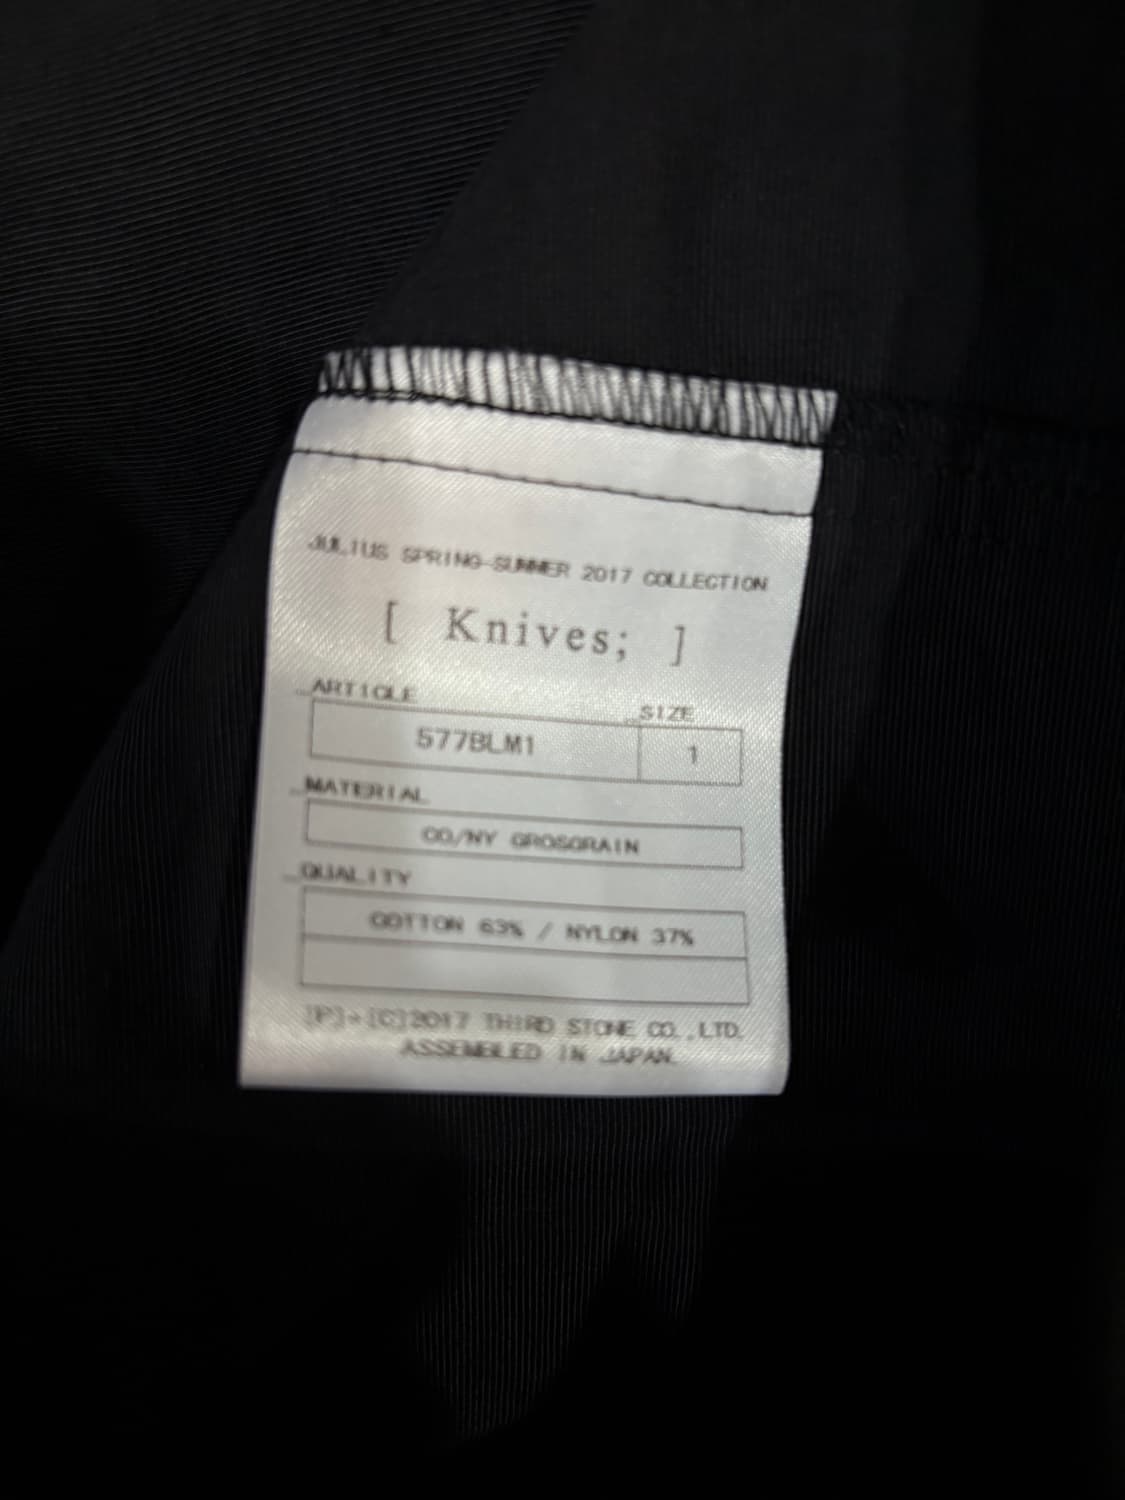 JULIUS SPRING-SUMMER 2017 COLLECTION
[ Knives; ]
_ARTICLE
_SIZE
577BLM1
1
_MATERIAL
CO/NY GROSGRAIN
_QUALITY
COTTON 63% / NYLON 37%
[P]+[C]2017 THIRD STONE CO.,LTD.
ASSEMBLED IN JAPAN.